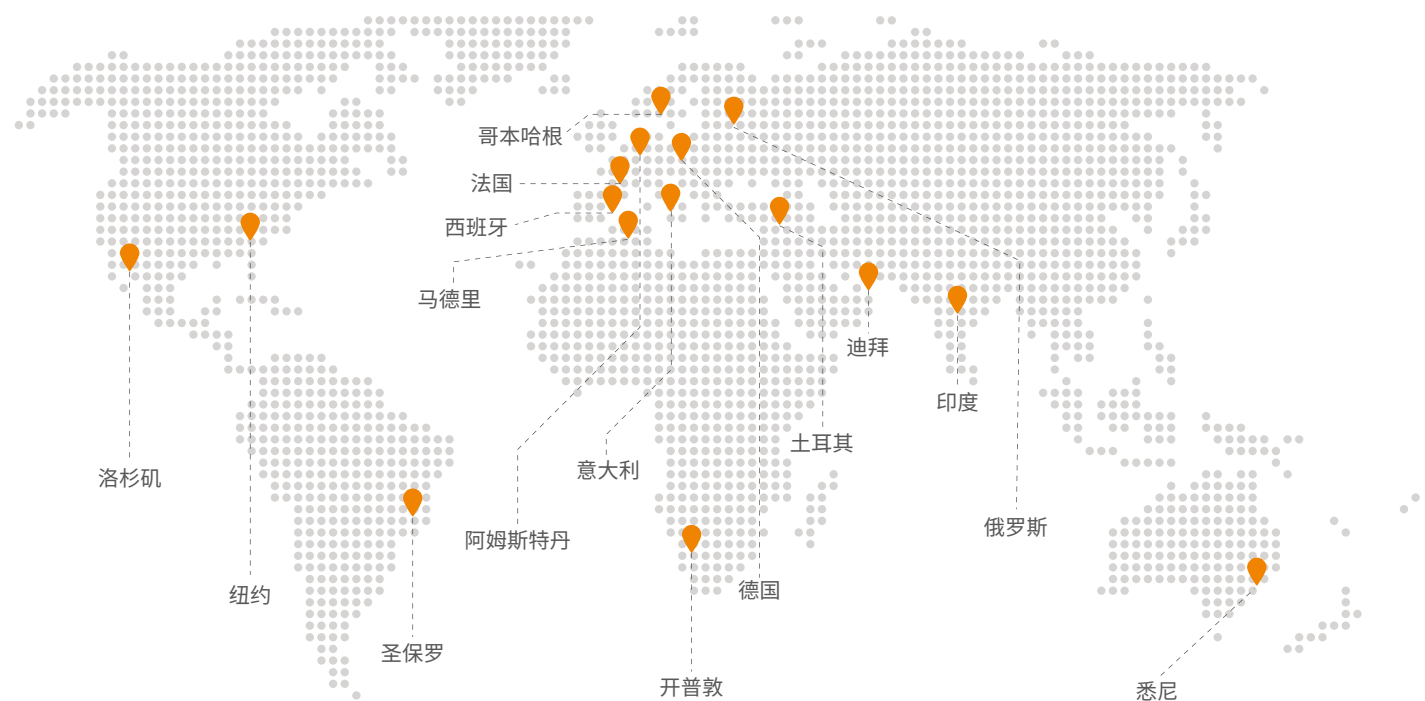 哥本哈根
法国
西班牙
马德里
迪拜
印度
土耳其
意大利
洛杉矶
俄罗斯
阿姆斯特丹
德国
纽约
圣保罗
开普敦
悉尼